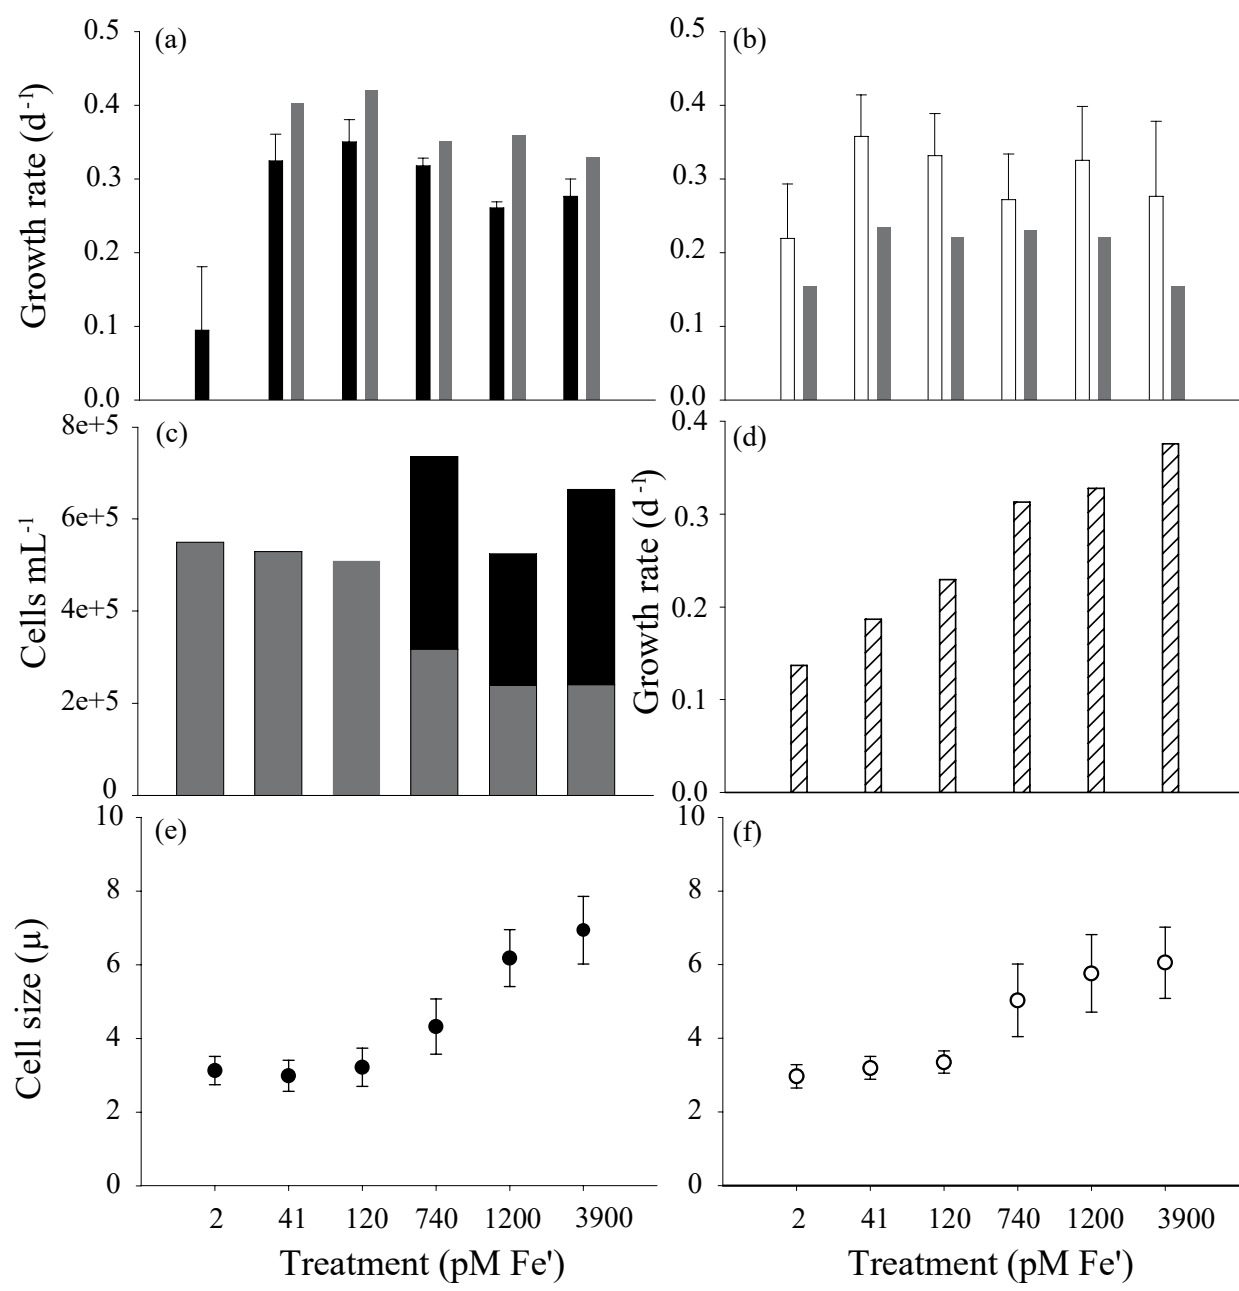 (a)
0.5
0.4
0.3
0.2
0.1
0.0
Growth rate (d⁻¹)
(b)
0.5
0.4
0.3
0.2
0.1
0.0
(c)
8e+5
6e+5
4e+5
2e+5
0
Cells mL⁻¹
(d)
0.4
0.3
0.2
0.1
0.0
Growth rate (d⁻¹)
(e)
10
8
6
4
2
0
Cell size (µ)
2 41 120 740 1200 3900
Treatment (pM Fe')
(f)
10
8
6
4
2
0
2 41 120 740 1200 3900
Treatment (pM Fe')